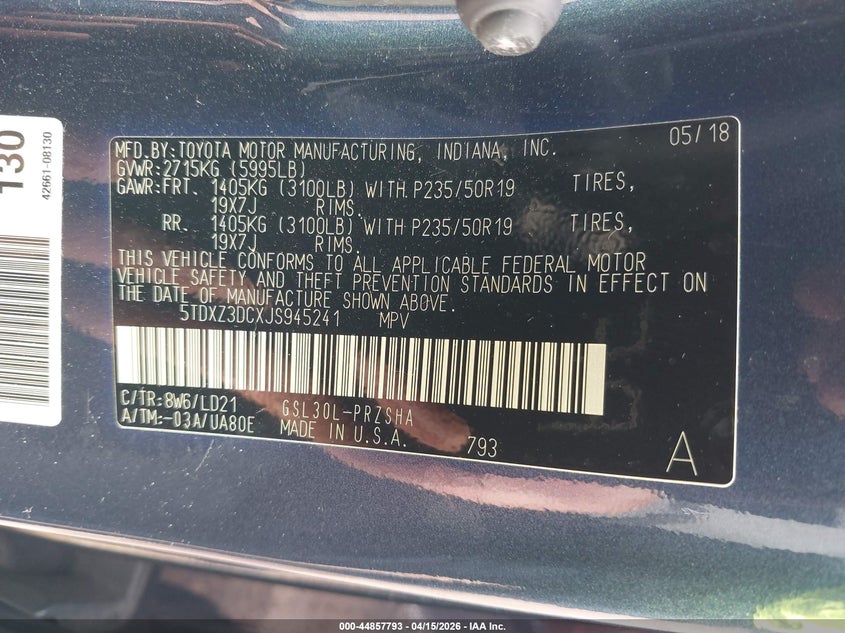 130
42661-08130
MFD.BY:TOYOTA MOTOR MANUFACTURING, INDIANA, INC. 05/18
GVWR:2715KG (5995LB)
GAWR:FRT. 1405KG (3100LB) WITH P235/50R19 TIRES,
19X7J RIMS.
RR. 1405KG (3100LB) WITH P235/50R19 TIRES,
19X7J RIMS.
THIS VEHICLE CONFORMS TO ALL APPLICABLE FEDERAL MOTOR
VEHICLE SAFETY AND THEFT PREVENTION STANDARDS IN EFFECT ON
THE DATE OF MANUFACTURE SHOWN ABOVE.
5TDXZ3DCXJS945241 MPV
C/TR:8W6/LD21 GSL30L-PRZSHA
A/TM:-03A/UA80E MADE IN U.S.A. 793
A
000-44857793 - 04/15/2026 - IAA Inc.